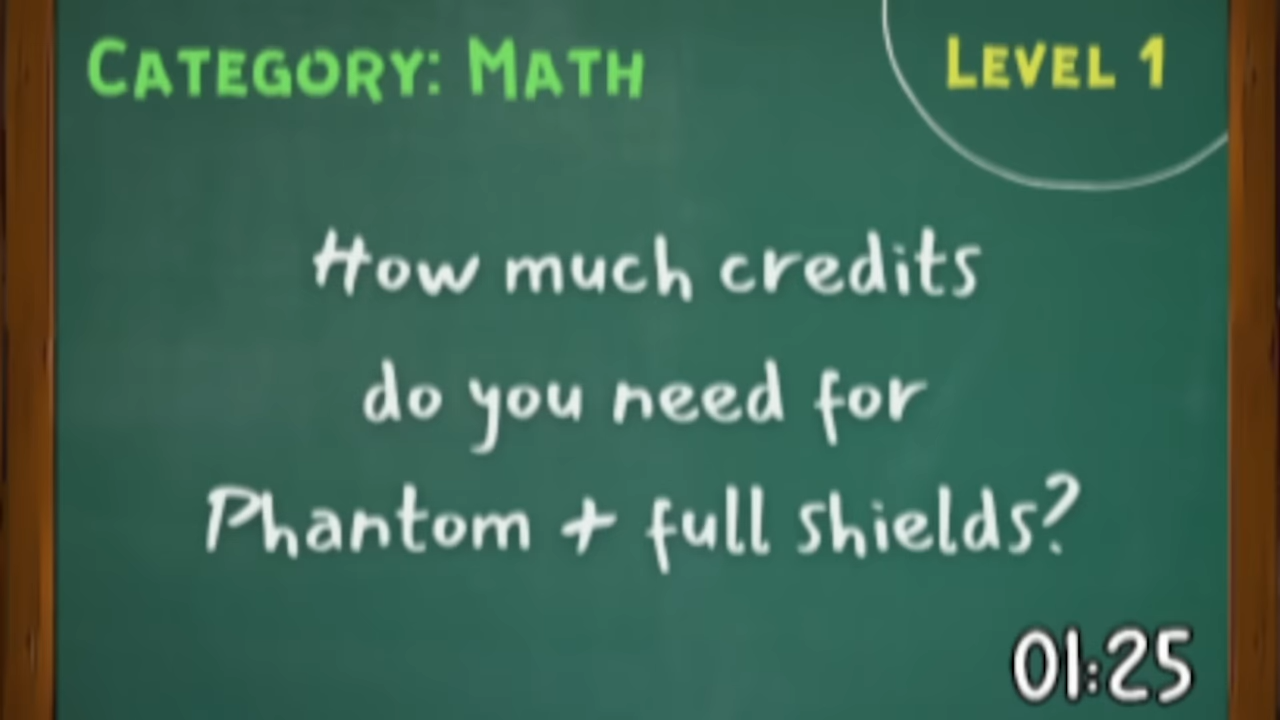 Category: Math
Level 1
How much credits
do you need for
Phantom + full shields?
01:25